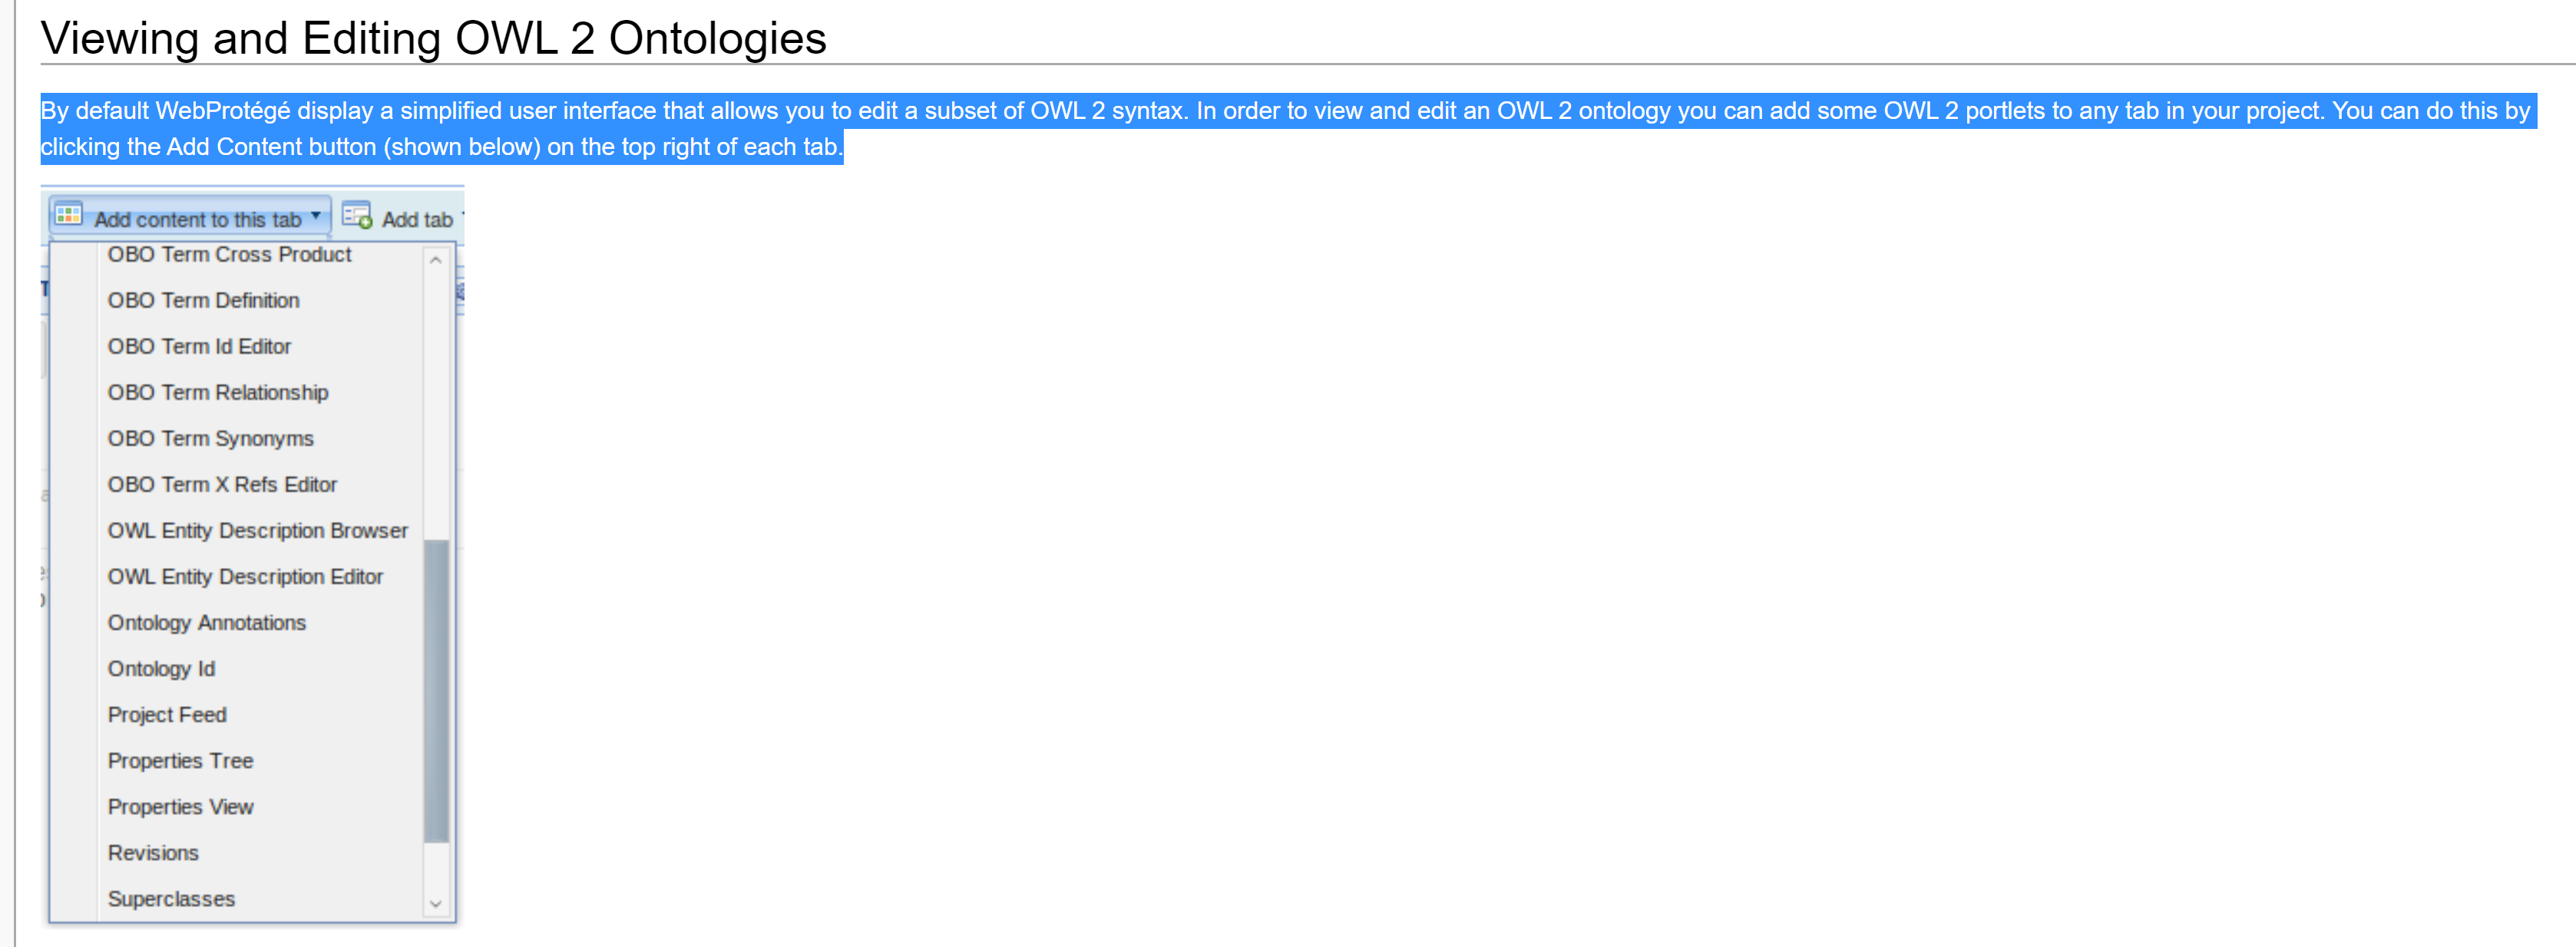 Viewing and Editing OWL 2 Ontologies
By default WebProtégé display a simplified user interface that allows you to edit a subset of OWL 2 syntax. In order to view and edit an OWL 2 ontology you can add some OWL 2 portlets to any tab in your project. You can do this by
clicking the Add Content button (shown below) on the top right of each tab.
Add content to this tab Add tab
OBO Term Cross Product
OBO Term Definition
OBO Term Id Editor
OBO Term Relationship
OBO Term Synonyms
OBO Term X Refs Editor
OWL Entity Description Browser
OWL Entity Description Editor
Ontology Annotations
Ontology Id
Project Feed
Properties Tree
Properties View
Revisions
Superclasses